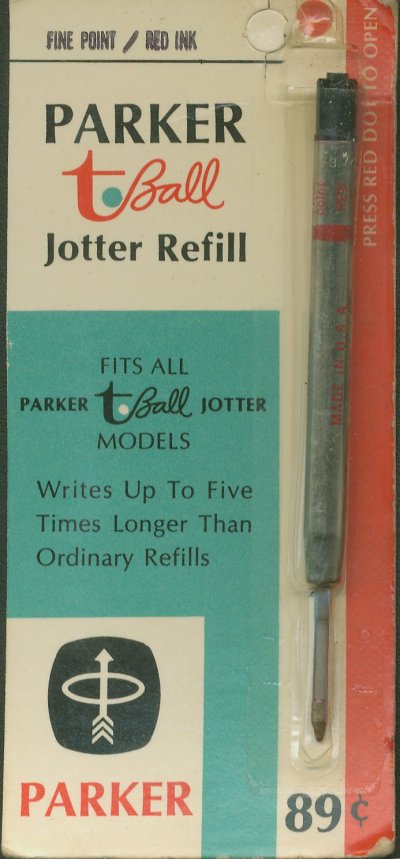 FINE POINT / RED INK
PARKER
t Ball
Jotter Refill
FITS ALL
PARKER t Ball JOTTER
MODELS
Writes Up To Five
Times Longer Than
Ordinary Refills
PARKER
89¢
PRESS RED DOT TO OPEN
MADE IN U.S.A